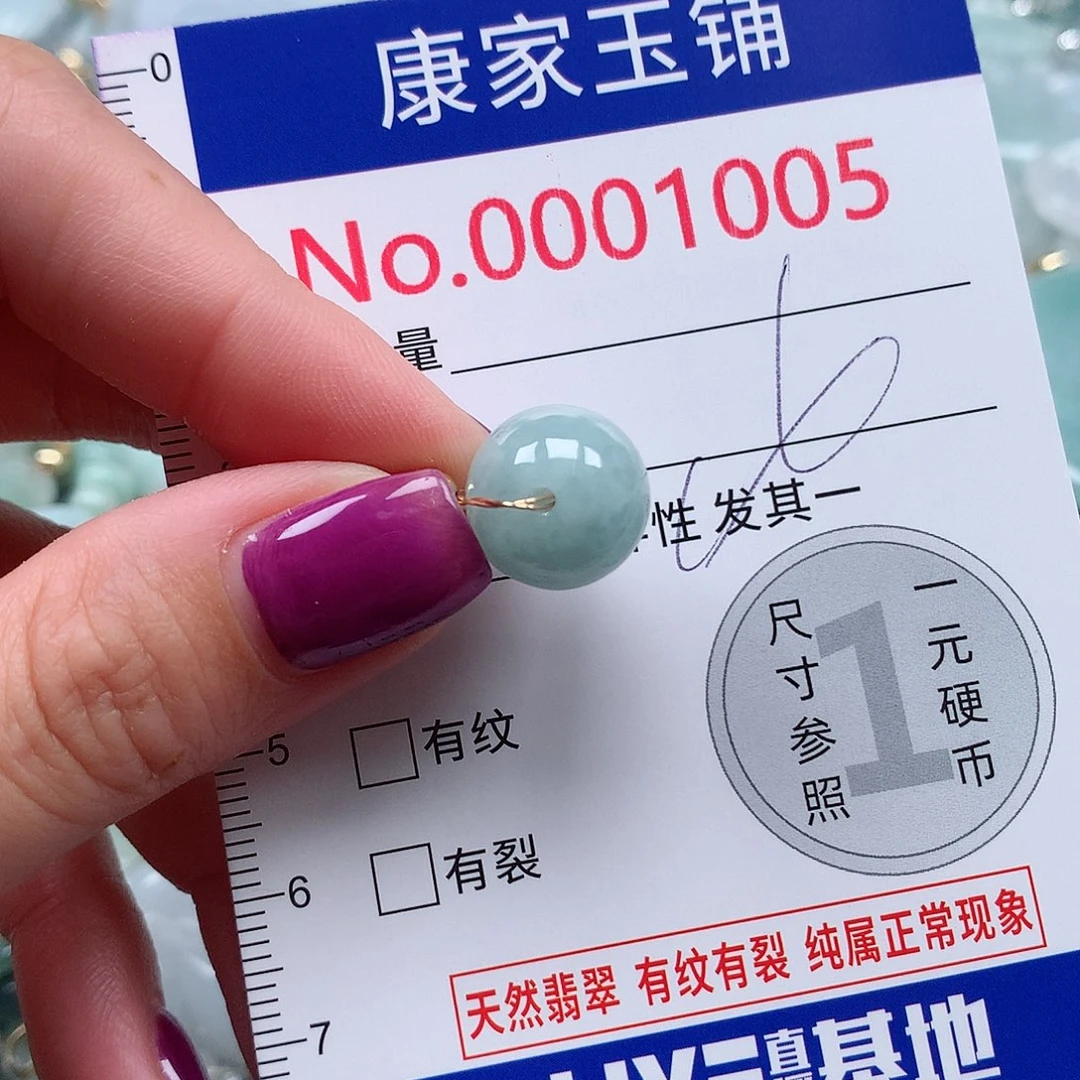 康家玉铺
No.0001005
量
性 发其一
尺寸参照
一元硬币
1
0
5
6
7
有纹
有裂
天然翡翠 有纹有裂 纯属正常现象
基地